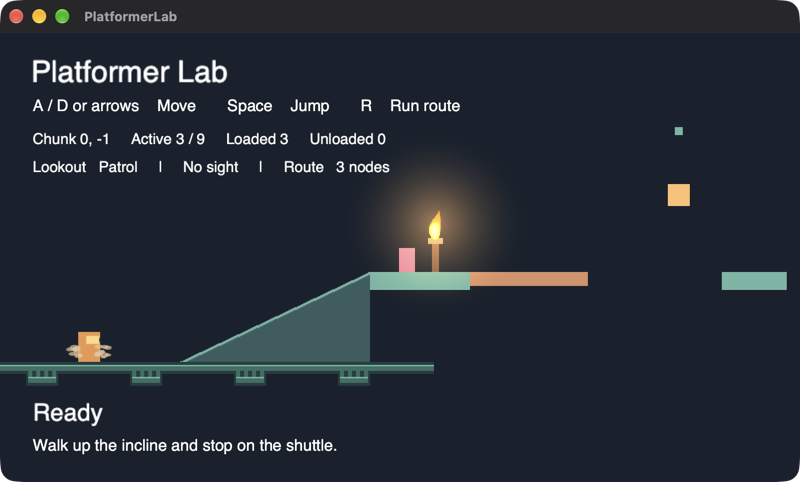 PlatformerLab
Platformer Lab
A / D or arrows Move Space Jump R Run route
Chunk 0, -1 Active 3 / 9 Loaded 3 Unloaded 0
Lookout Patrol | No sight | Route 3 nodes
Ready
Walk up the incline and stop on the shuttle.